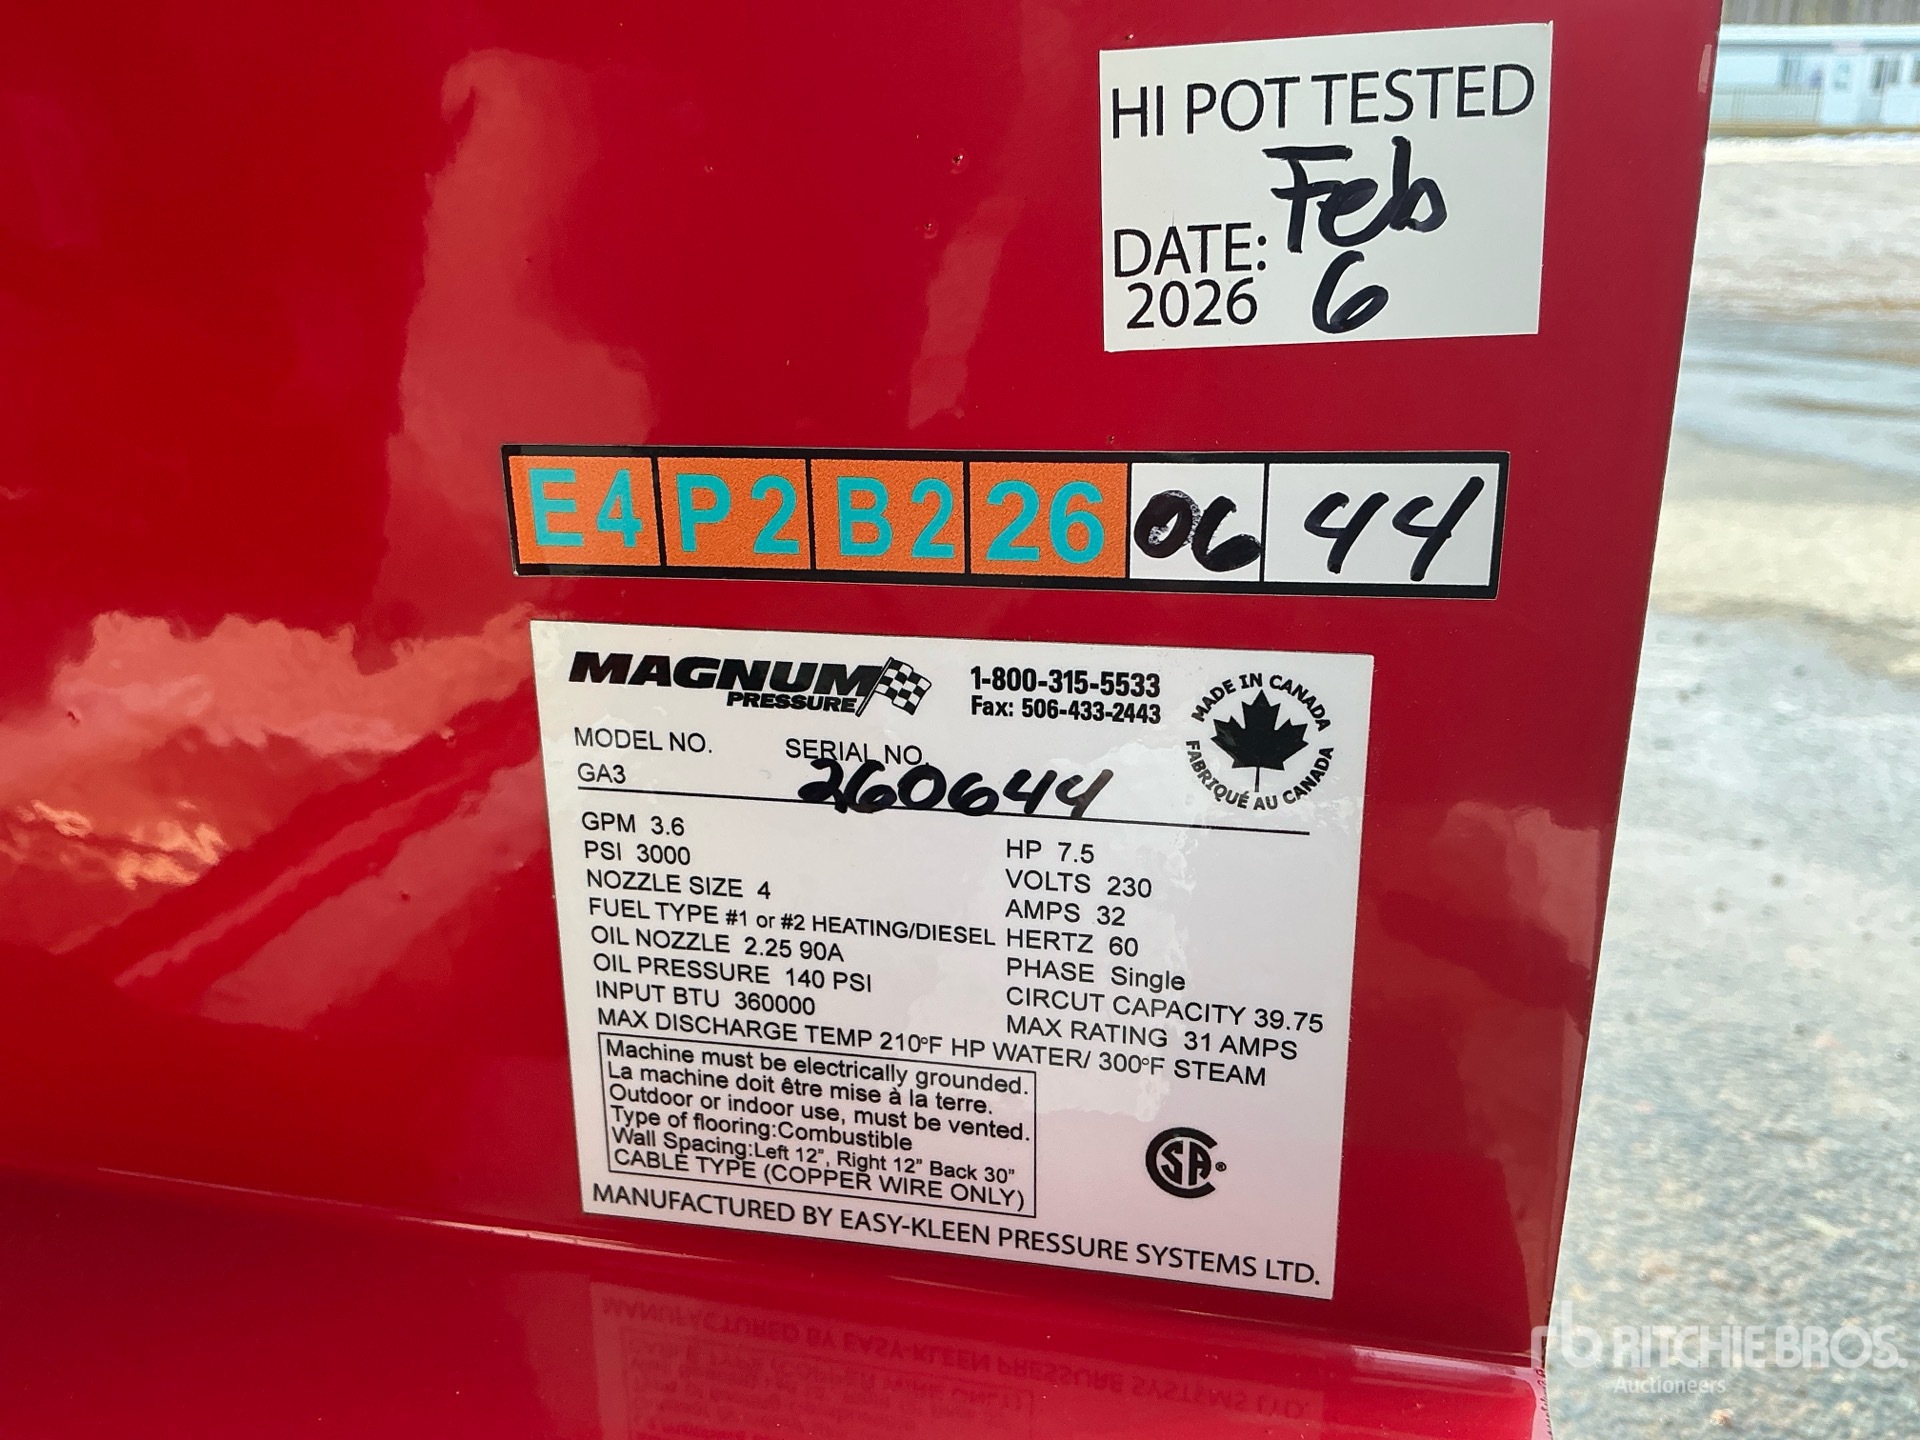 HI POT TESTED
Feb
DATE:
2026 6
E4 P2 B2 26 06 44
MAGNUM
PRESSURE
1-800-315-5533
Fax: 506-433-2443
MADE IN CANADA
FABRIQUÉ AU CANADA
MODEL NO. SERIAL NO.
GA3 260644
GPM 3.6
PSI 3000
NOZZLE SIZE 4
FUEL TYPE #1 or #2 HEATING/DIESEL
OIL NOZZLE 2.25 90A
OIL PRESSURE 140 PSI
INPUT BTU 360000
MAX DISCHARGE TEMP 210°F HP WATER/ 300°F STEAM
HP 7.5
VOLTS 230
AMPS 32
HERTZ 60
PHASE Single
CIRCUT CAPACITY 39.75
MAX RATING 31 AMPS
Machine must be electrically grounded.
La machine doit être mise à la terre.
Outdoor or indoor use, must be vented.
Type of flooring:Combustible
Wall Spacing:Left 12", Right 12" Back 30"
CABLE TYPE (COPPER WIRE ONLY)
CSA®
MANUFACTURED BY EASY-KLEEN PRESSURE SYSTEMS LTD.
rb RITCHIE BROS.
Auctioneers